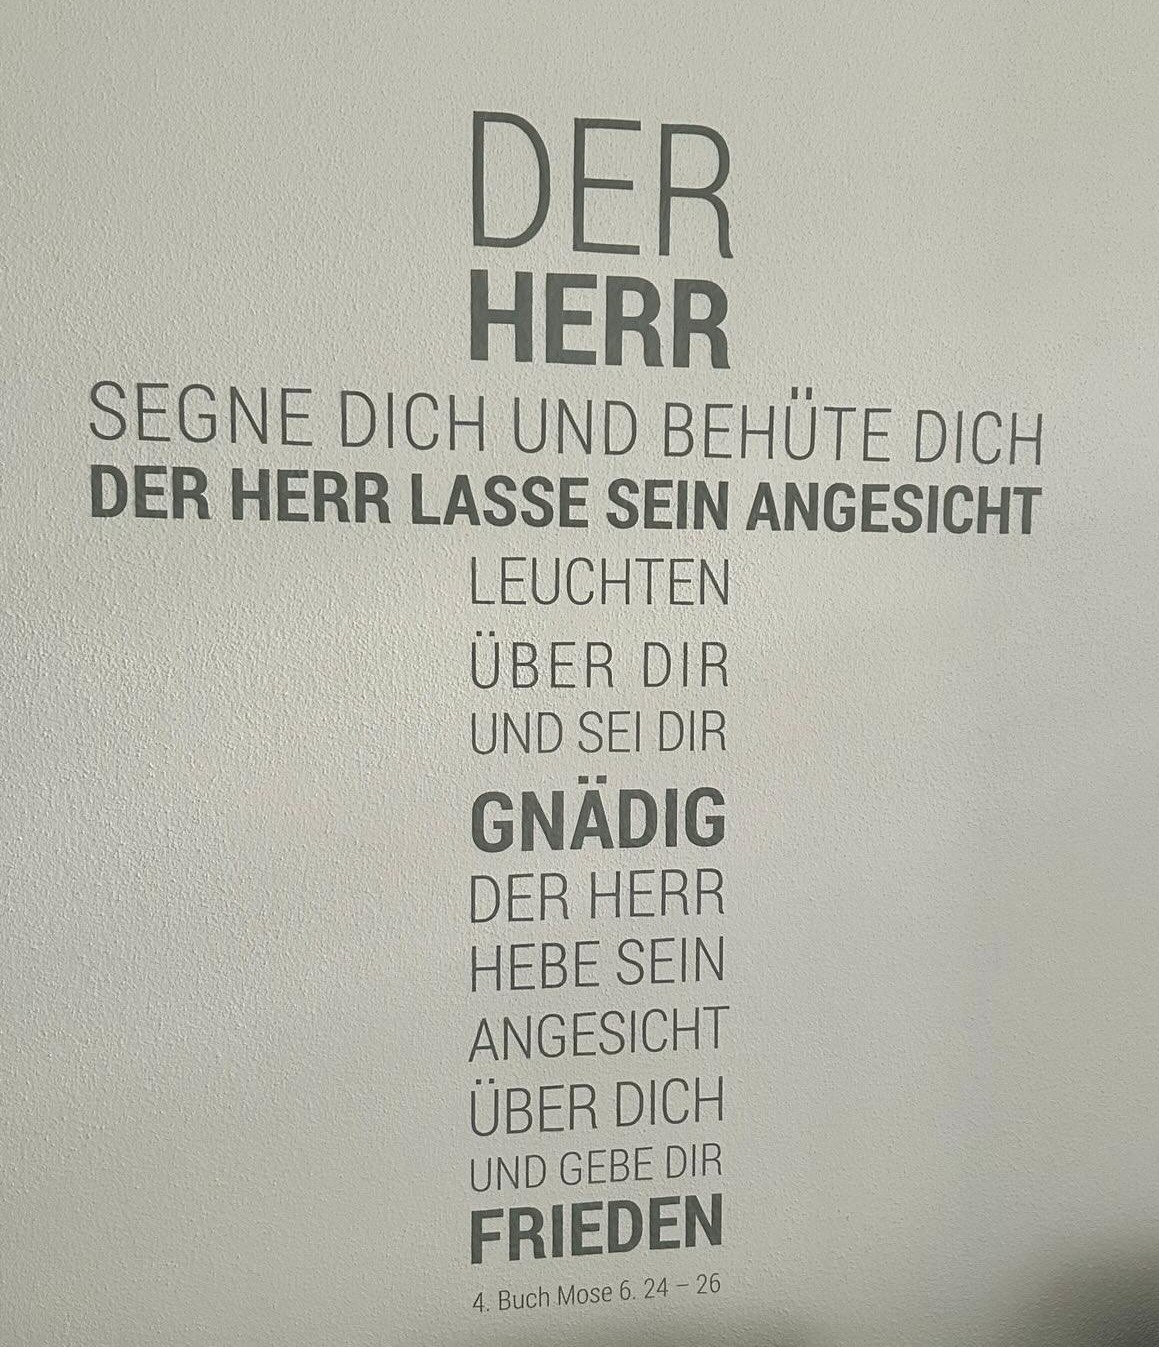 DER
HERR
SEGNE DICH UND BEHÜTE DICH
DER HERR LASSE SEIN ANGESICHT
LEUCHTEN
ÜBER DIR
UND SEI DIR
GNÄDIG
DER HERR
HEBE SEIN
ANGESICHT
ÜBER DICH
UND GEBE DIR
FRIEDEN
4. Buch Mose 6. 24 – 26